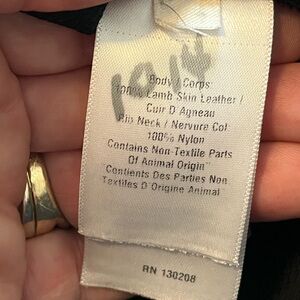 Body / Corps
100% Lamb Skin Leather /
Cuir D Agneau
Rib Neck / Nervure Col
100% Nylon
Contains Non-Textile Parts
Of Animal Origin"
Contients Des Parties Non
Textiles D Origine Animal
RN 130208